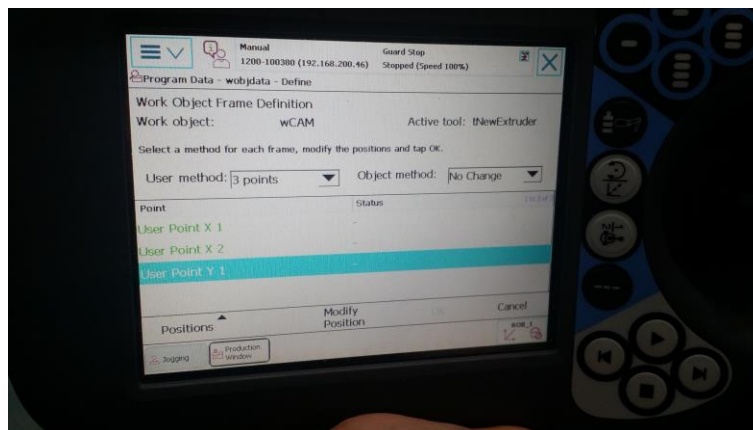 Manual
1200-100380 (192.168.200.46)
Guard Stop
Stopped (Speed 100%)
Program Data - wobjdata - Define
Work Object Frame Definition
Work object: wCAM Active tool: tNewExtruder
Select a method for each frame, modify the positions and tap OK.
User method: 3 points Object method: No Change
Point Status
User Point X 1 -
User Point X 2 -
User Point Y 1 -
Positions Modify Position OK Cancel
Jogging
Production Window
ROB_1